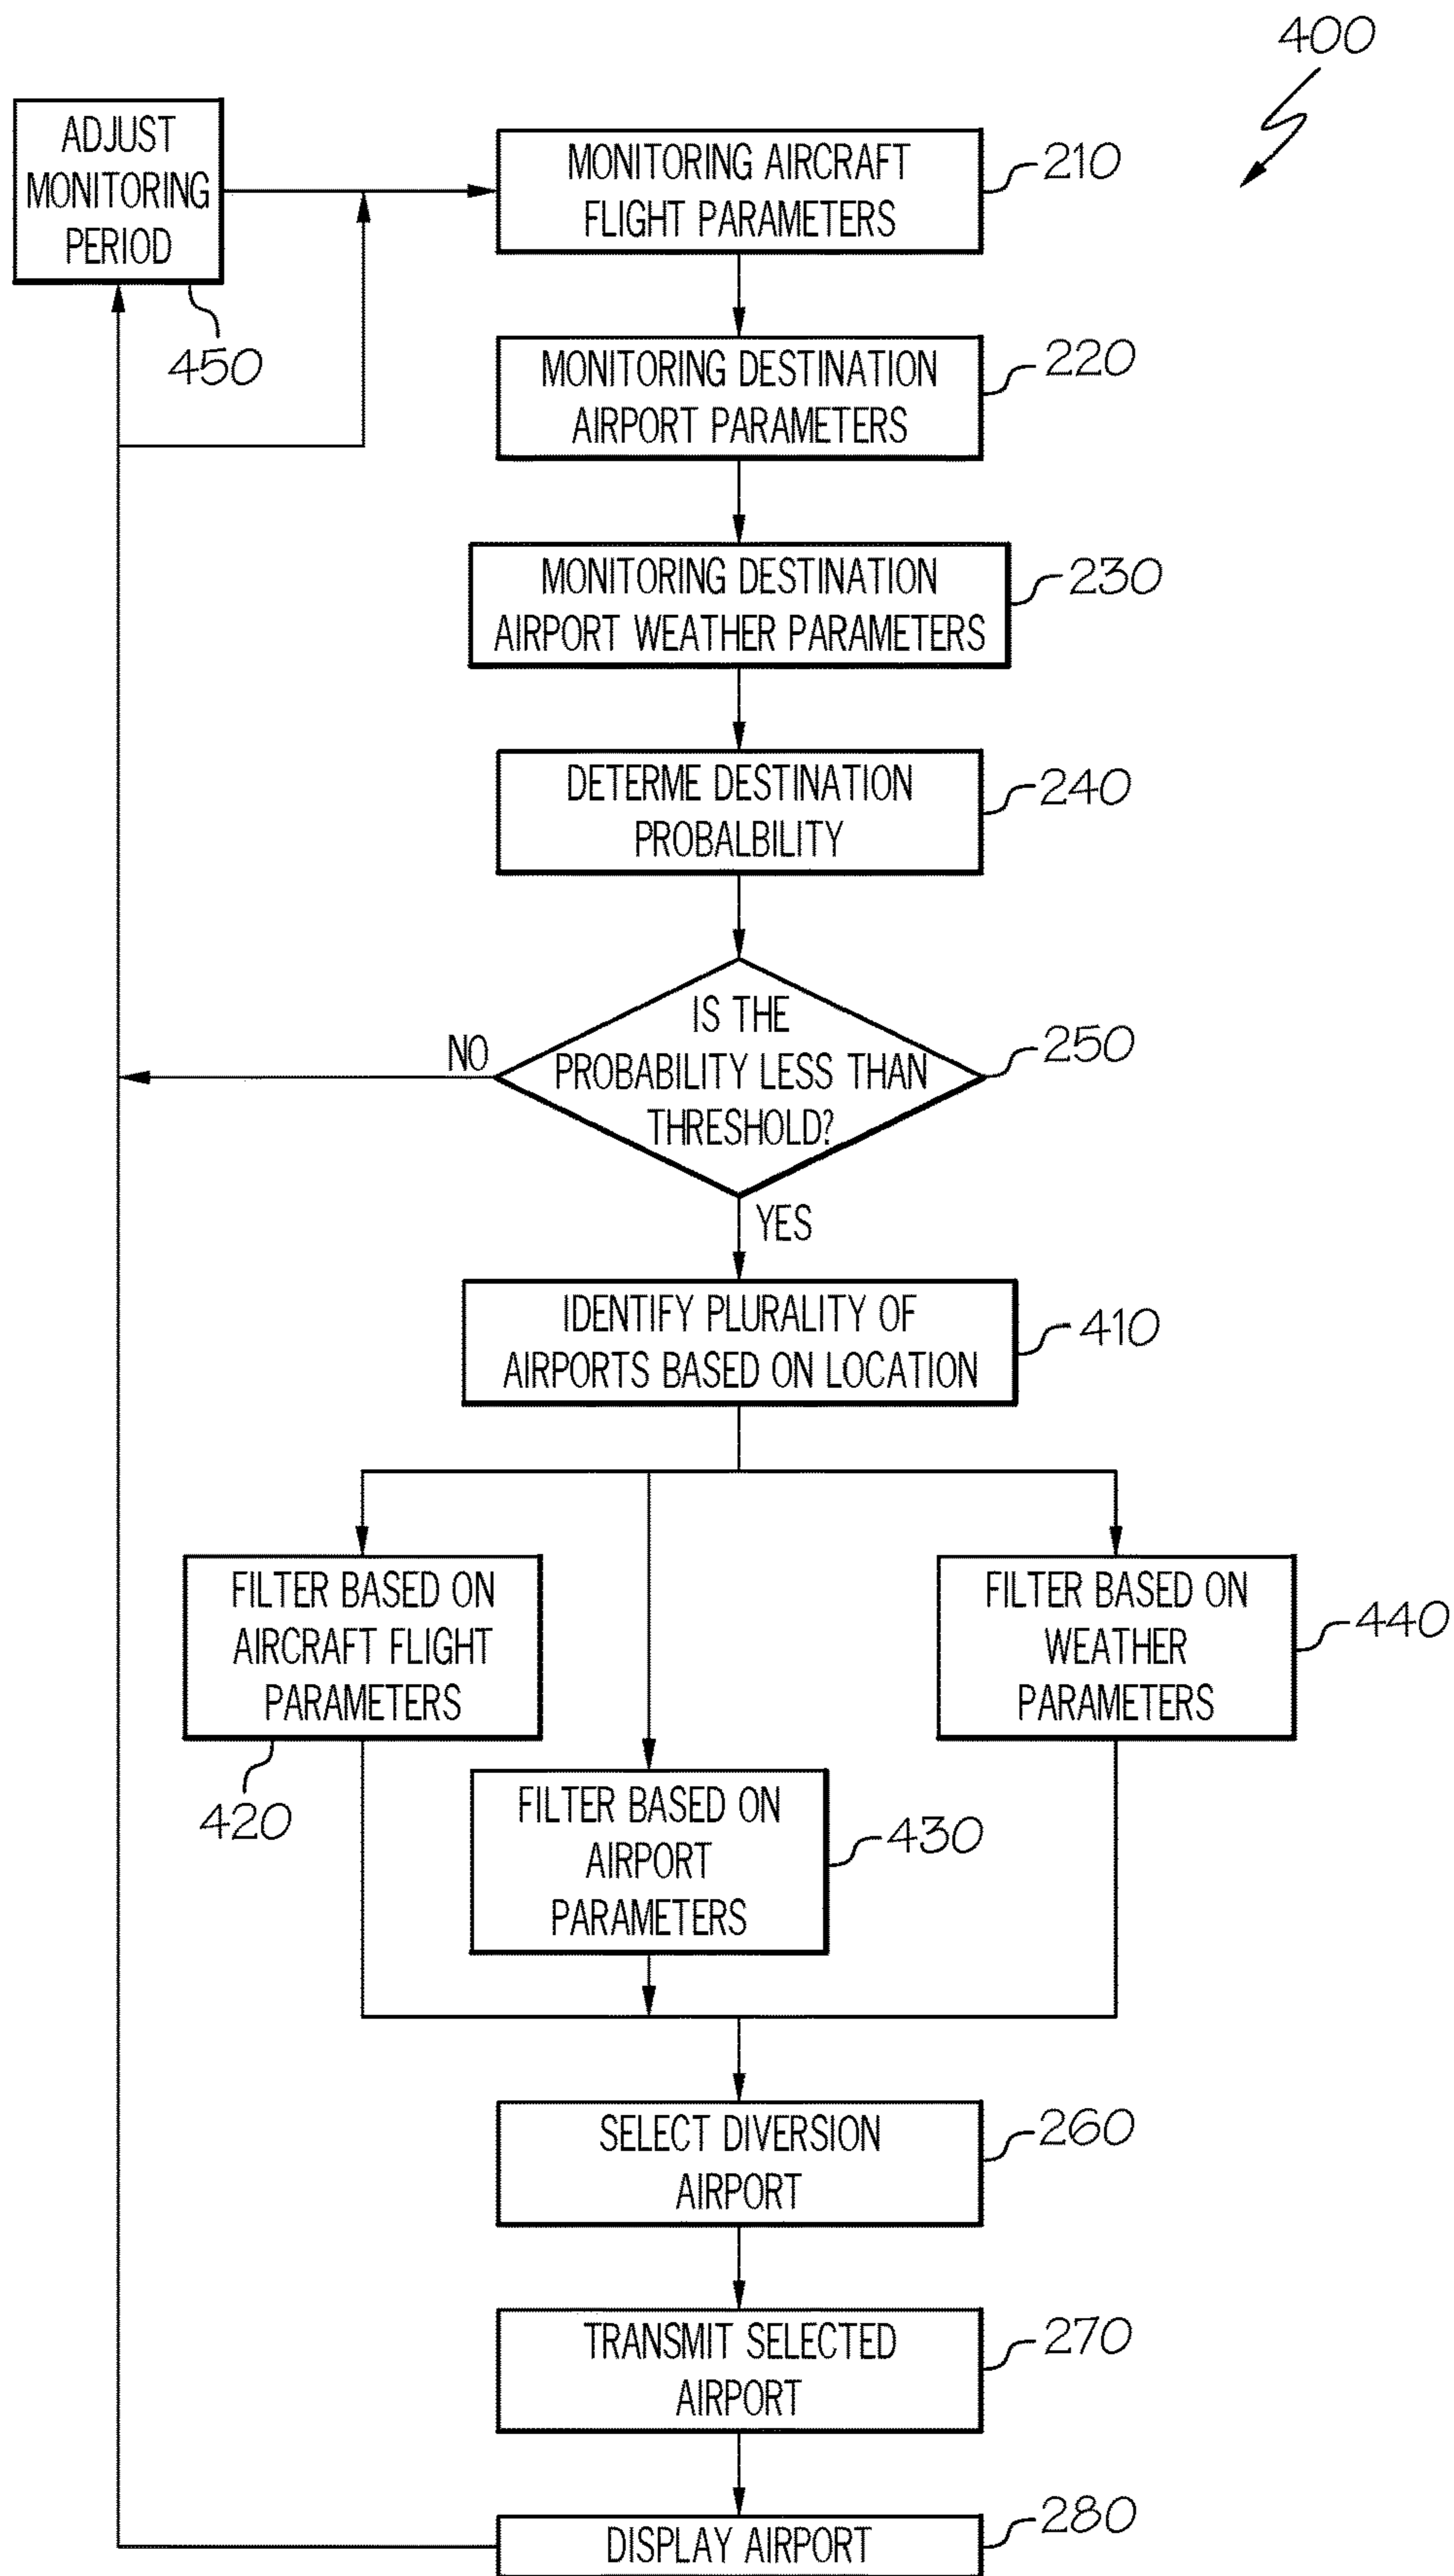 400
ADJUST
MONITORING
PERIOD
450
MONITORING AIRCRAFT
FLIGHT PARAMETERS
210
MONITORING DESTINATION
AIRPORT PARAMETERS
220
MONITORING DESTINATION
AIRPORT WEATHER PARAMETERS
230
DETERME DESTINATION
PROBALBILITY
240
IS THE
PROBABILITY LESS THAN
THRESHOLD?
250
NO
YES
IDENTIFY PLURALITY OF
AIRPORTS BASED ON LOCATION
410
FILTER BASED ON
AIRCRAFT FLIGHT
PARAMETERS
420
FILTER BASED ON
AIRPORT
PARAMETERS
430
FILTER BASED ON
WEATHER
PARAMETERS
440
SELECT DIVERSION
AIRPORT
260
TRANSMIT SELECTED
AIRPORT
270
DISPLAY AIRPORT
280